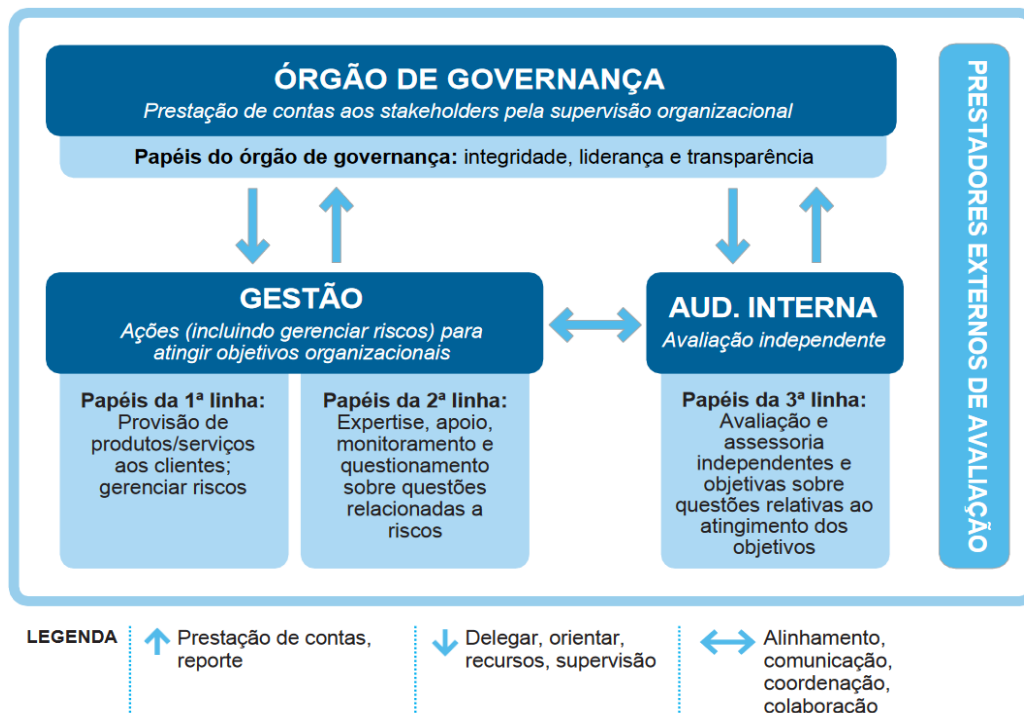 ÓRGÃO DE GOVERNANÇA
Prestação de contas aos stakeholders pela supervisão organizacional
Papéis do órgão de governança: integridade, liderança e transparência
GESTÃO
Ações (incluindo gerenciar riscos) para
atingir objetivos organizacionais
Papéis da 1ª linha:
Provisão de
produtos/serviços
aos clientes;
gerenciar riscos
Papéis da 2ª linha:
Expertise, apoio,
monitoramento e
questionamento
sobre questões
relacionadas a
riscos
AUD. INTERNA
Avaliação independente
Papéis da 3ª linha:
Avaliação e
assessoria
independentes e
objetivas sobre
questões relativas ao
atingimento dos
objetivos
PRESTADORES EXTERNOS DE AVALIAÇÃO
LEGENDA
Prestação de contas,
reporte
Delegar, orientar,
recursos, supervisão
Alinhamento,
comunicação,
coordenação,
colaboração